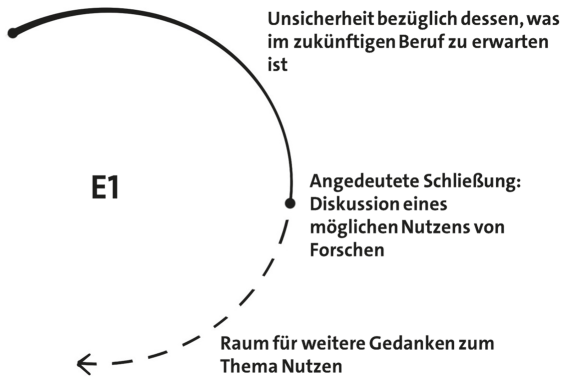 Unsicherheit bezüglich dessen, was
im zukünftigen Beruf zu erwarten
ist
E1
Angedeutete Schließung:
Diskussion eines
möglichen Nutzens von
Forschen
Raum für weitere Gedanken zum
Thema Nutzen